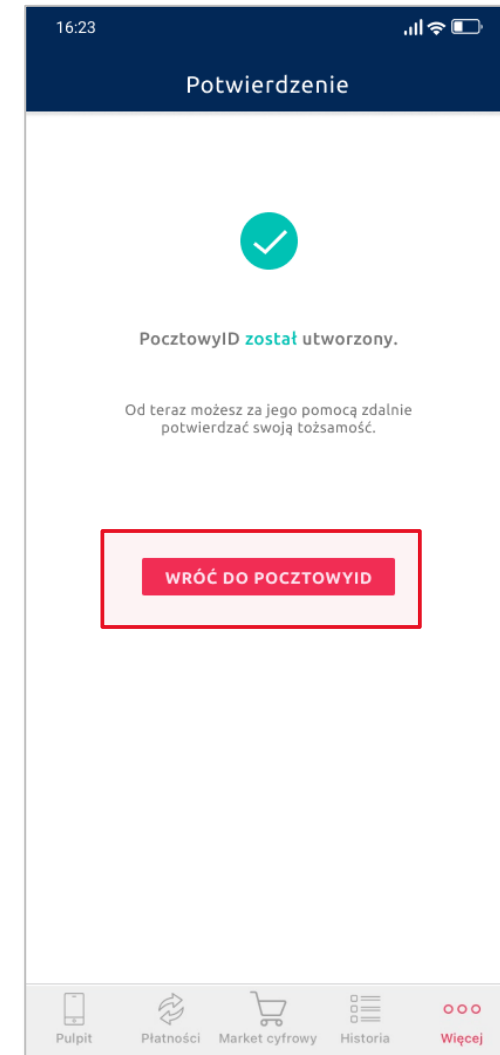 16:23
Potwierdzenie
PocztowyID został utworzony.
Od teraz możesz za jego pomocą zdalnie
potwierdzać swoją tożsamość.
WRÓĆ DO POCZTOWYID
Pulpit Płatności Market cyfrowy Historia Więcej